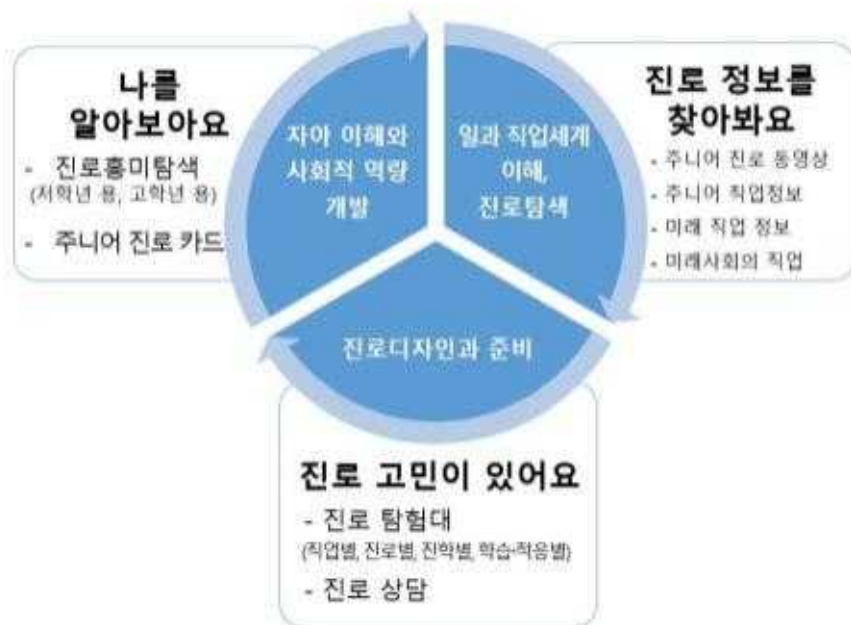 나를
알아보아요
- 진로흥미탐색
(저학년 용, 고학년 용)
- 주니어 진로 카드
자아 이해와
사회적 역량
개발
일과 직업세계
이해,
진로탐색
진로 정보를
찾아봐요
- 주니어 진로 동영상
- 주니어 직업정보
- 미래 직업 정보
- 미래사회의 직업
진로디자인과 준비
진로 고민이 있어요
- 진로 탐험대
(직업별, 진로별, 진학별, 학습·적응별)
- 진로 상담